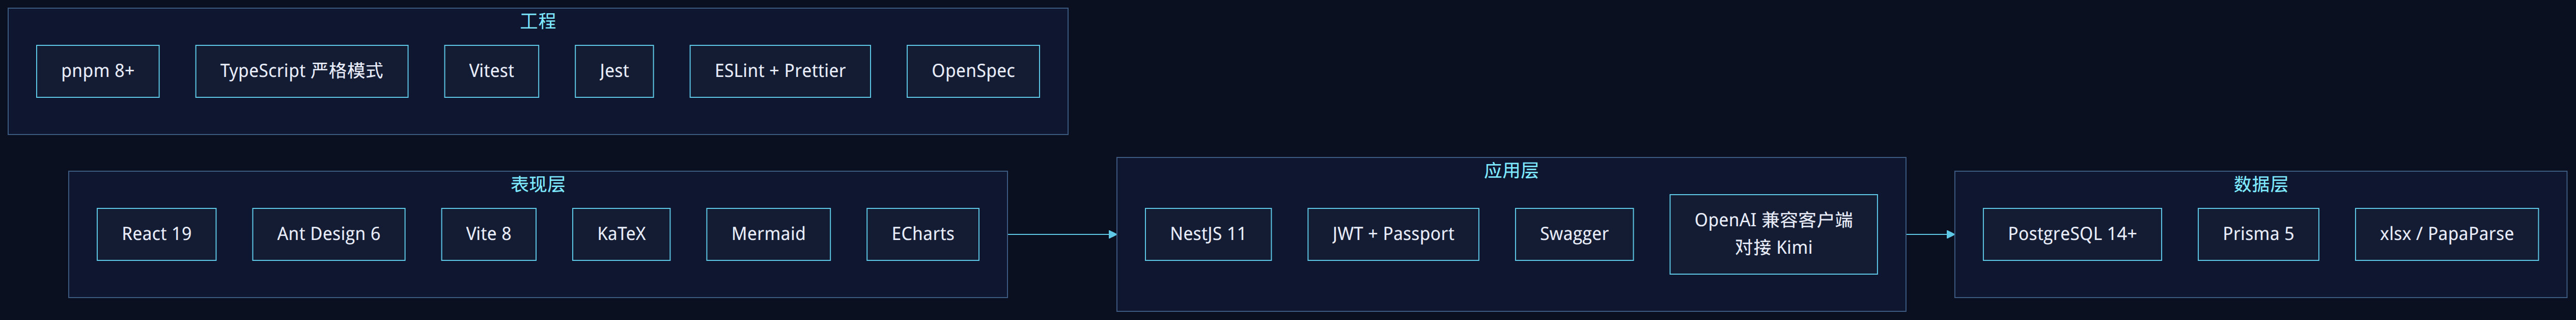 工程
pnpm 8+
TypeScript 严格模式
Vitest
Jest
ESLint + Prettier
OpenSpec
表现层
React 19
Ant Design 6
Vite 8
KaTeX
Mermaid
ECharts
应用层
NestJS 11
JWT + Passport
Swagger
OpenAI 兼容客户端
对接 Kimi
数据层
PostgreSQL 14+
Prisma 5
xlsx / PapaParse